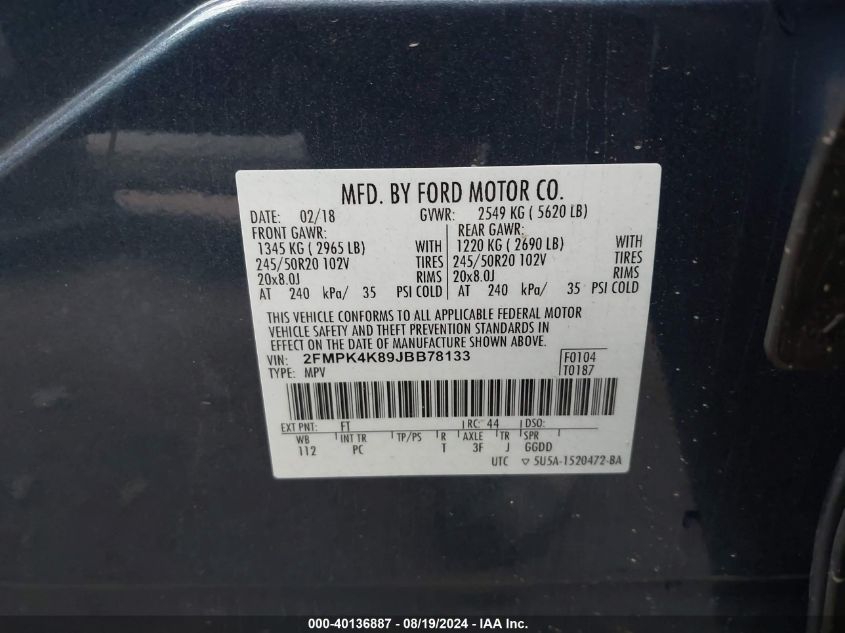 MFD. BY FORD MOTOR CO.
DATE: 02/18 GVWR: 2549 KG ( 5620 LB)
FRONT GAWR: REAR GAWR:
1345 KG ( 2965 LB) WITH 1220 KG ( 2690 LB) WITH
245/50R20 102V TIRES 245/50R20 102V TIRES
20x8.0J RIMS 20x8.0J RIMS
AT 240 kPa/ 35 PSI COLD AT 240 kPa/ 35 PSI COLD
THIS VEHICLE CONFORMS TO ALL APPLICABLE FEDERAL MOTOR
VEHICLE SAFETY AND THEFT PREVENTION STANDARDS IN
EFFECT ON THE DATE OF MANUFACTURE SHOWN ABOVE.
VIN: 2FMPK4K89JBB78133 F0104
TYPE: MPV T0187
EXT PNT: FT RC: 44 DSO:
WB INT TR TP/PS R AXLE TR SPR
112 PC T 3F J GGDD
UTC ▽ 5U5A-1520472-BA
000-40136887 - 08/19/2024 - IAA Inc.